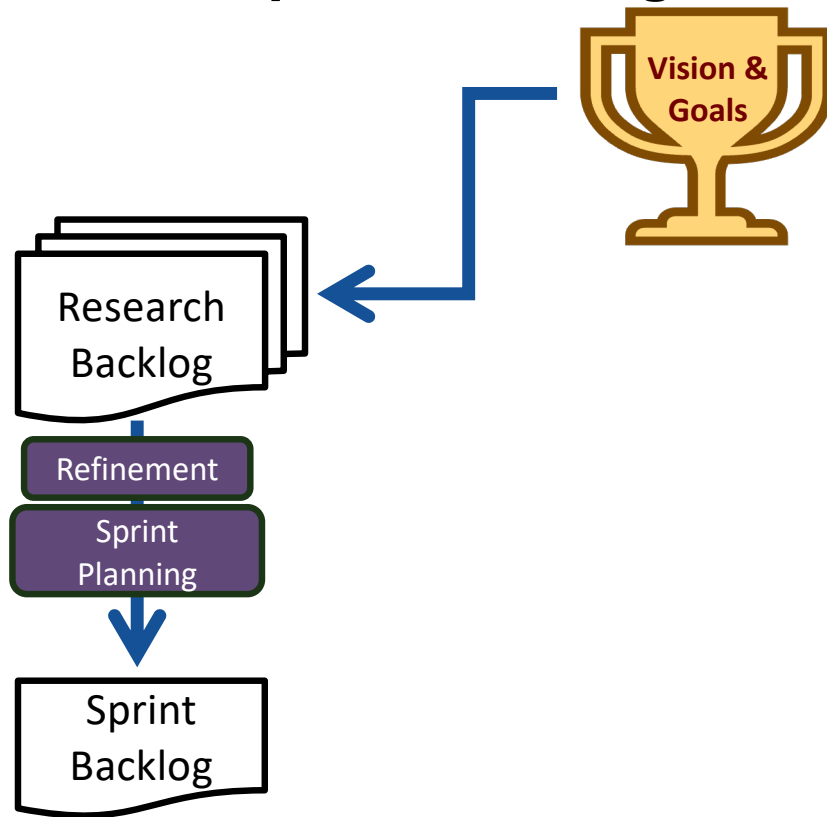 Vision &
Goals
Research
Backlog
Refinement
Sprint
Planning
Sprint
Backlog